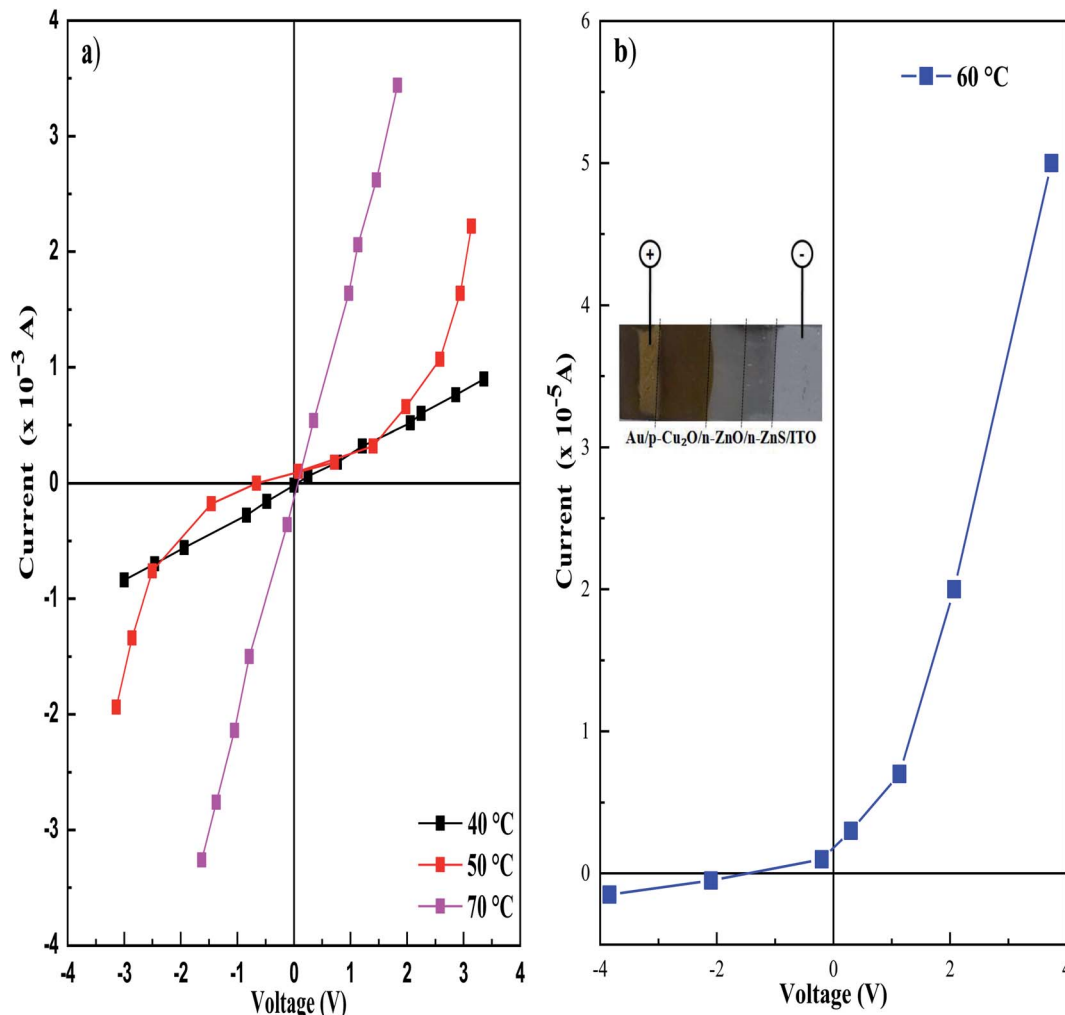 a)
4
3
2
1
0
-1
-2
-3
-4
-4 -3 -2 -1 0 1 2 3 4
Current (x 10⁻³ A)
Voltage (V)
40 °C
50 °C
70 °C
b)
60 °C
6
5
4
3
2
1
0
-4 -2 0 2 4
Current (x 10⁻⁵A)
Voltage (V)
+ -
Au/p-Cu₂O/n-ZnO/n-ZnS/ITO